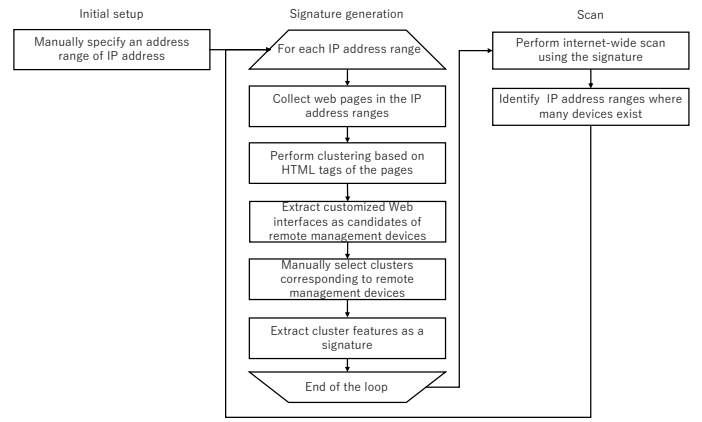 Initial setup
Manually specify an address
range of IP address
Signature generation
For each IP address range
Collect web pages in the IP
address ranges
Perform clustering based on
HTML tags of the pages
Extract customized Web
interfaces as candidates of
remote management devices
Manually select clusters
corresponding to remote
management devices
Extract cluster features as a
signature
End of the loop
Scan
Perform internet-wide scan
using the signature
Identify IP address ranges where
many devices exist